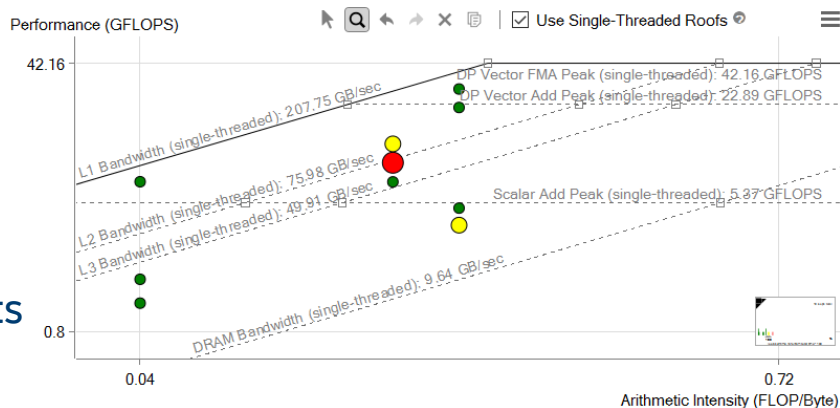 Performance (GFLOPS)
Use Single-Threaded Roofs
42.16
DP Vector FMA Peak (single-threaded): 42.16 GFLOPS
DP Vector Add Peak (single-threaded): 22.89 GFLOPS
L1 Bandwidth (single-threaded): 207.75 GB/sec
L2 Bandwidth (single-threaded): 75.98 GB/sec
Scalar Add Peak (single-threaded): 5.37 GFLOPS
L3 Bandwidth (single-threaded): 49.91 GB/sec
DRAM Bandwidth (single-threaded): 9.64 GB/sec
ts
0.8
0.04
0.72
Arithmetic Intensity (FLOP/Byte)